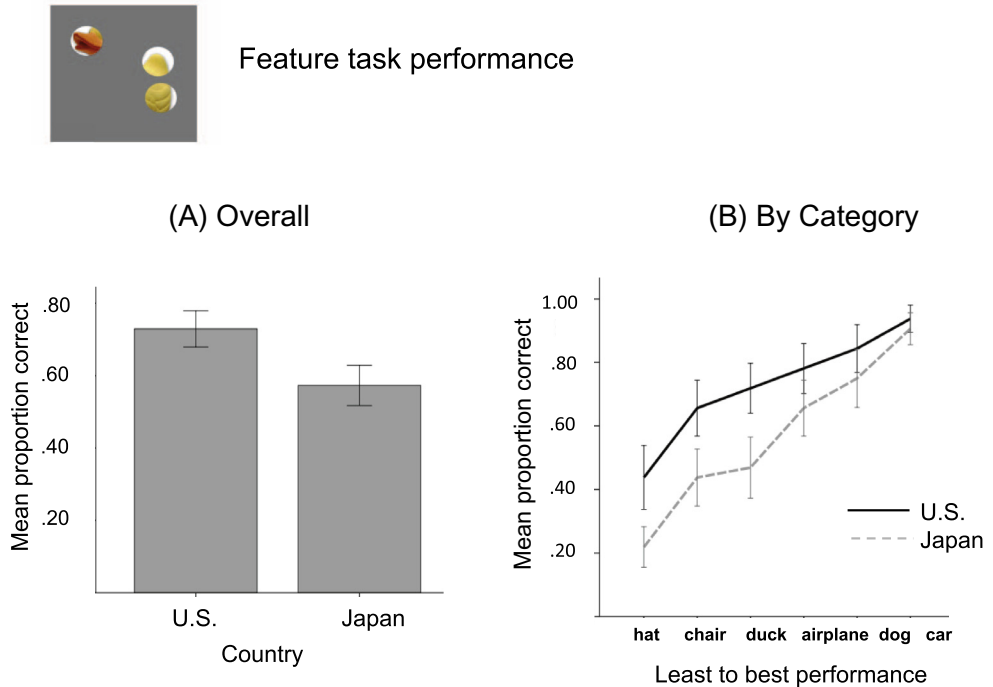 Feature task performance
(A) Overall
Mean proportion correct
.80
.60
.40
.20
U.S.
Japan
Country
(B) By Category
Mean proportion correct
1.00
.80
.60
.40
.20
U.S.
Japan
hat chair duck airplane dog car
Least to best performance